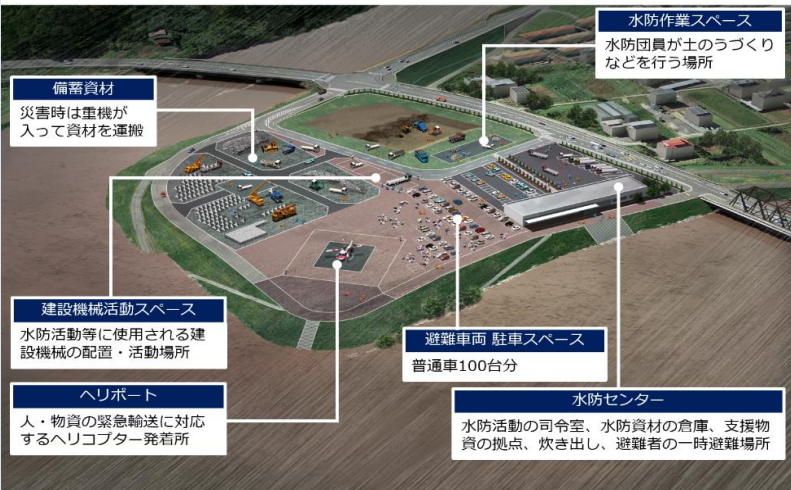 水防作業スペース
水防団員が土のうづくり
などを行う場所
備蓄資材
災害時は重機が
入って資材を運搬
建設機械活動スペース
水防活動等に使用される建
設機械の配置・活動場所
避難車両 駐車スペース
普通車100台分
ヘリポート
人・物資の緊急輸送に対応
するヘリコプター発着所
水防センター
水防活動の司令室、水防資材の倉庫、支援物
資の拠点、炊き出し、避難者の一時避難場所